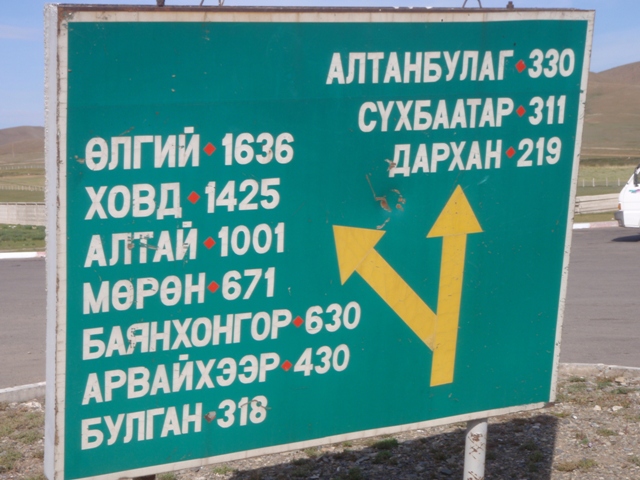 АЛТАНБУЛАГ♦330
СҮХБААТАР♦311
ДАРХАН♦219
ӨЛГИЙ♦1636
ХОВД♦1425
АЛТАЙ♦1001
МӨРӨН♦671
БАЯНХОНГОР♦630
АРВАЙХЭЭР♦430
БУЛГАН♦318